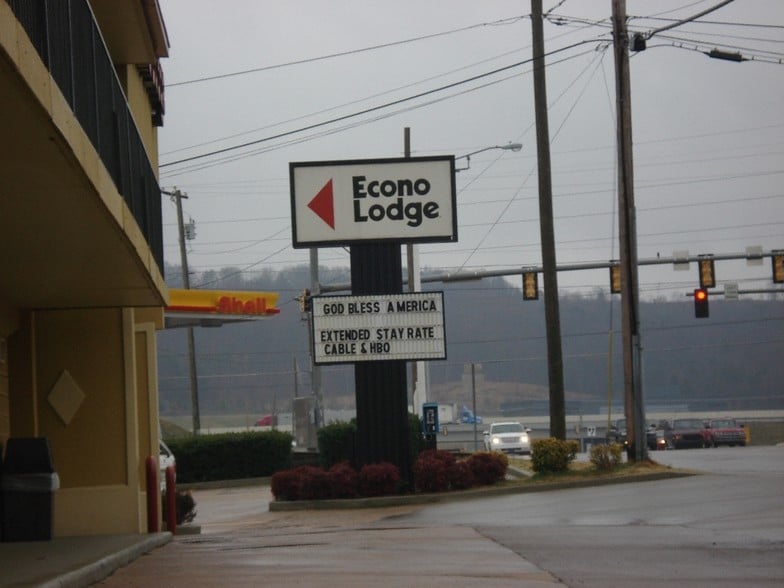 Econo
Lodge
Shell
GOD BLESS AMERICA
EXTENDED STAY RATE
CABLE & HBO